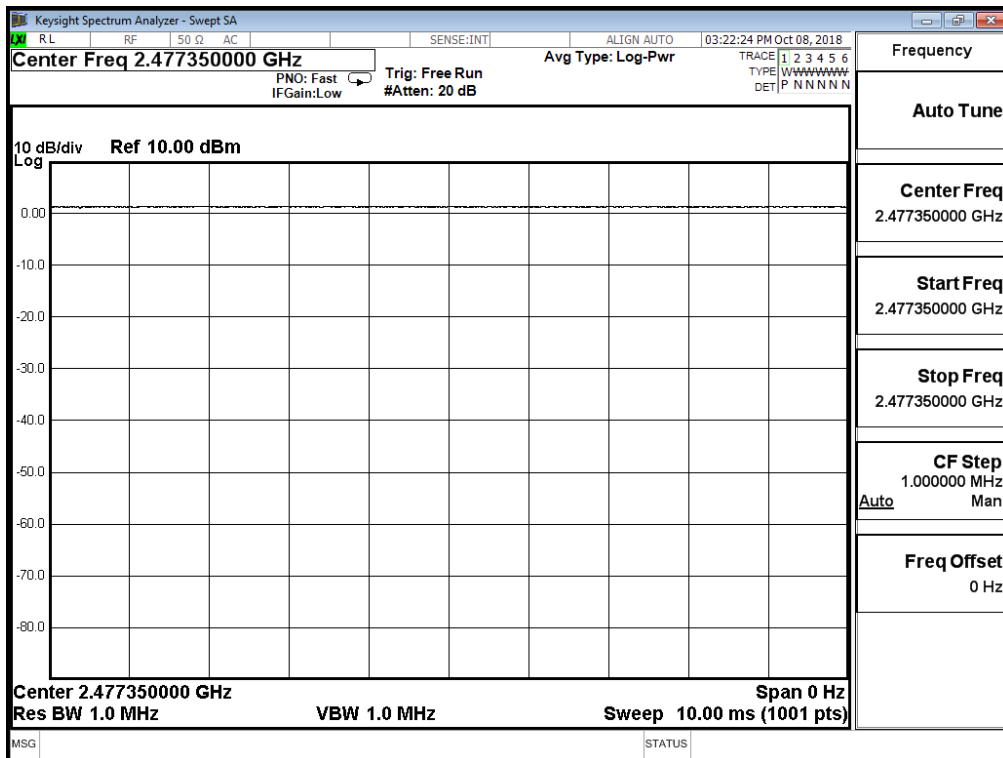 Keysight Spectrum Analyzer - Swept SA
LXI RL RF 50 Ω AC SENSE:INT ALIGN AUTO 03:22:24 PM Oct 08, 2018
Center Freq 2.477350000 GHz
PNO: Fast
IFGain:Low
Trig: Free Run
#Atten: 20 dB
Avg Type: Log-Pwr
TRACE 1 2 3 4 5 6
TYPE WWWWWW
DET P N N N N N
10 dB/div Ref 10.00 dBm
Log
0.00
-10.0
-20.0
-30.0
-40.0
-50.0
-60.0
-70.0
-80.0
Center 2.477350000 GHz Span 0 Hz
Res BW 1.0 MHz VBW 1.0 MHz Sweep 10.00 ms (1001 pts)
MSG STATUS
Frequency
Auto Tune
Center Freq
2.477350000 GHz
Start Freq
2.477350000 GHz
Stop Freq
2.477350000 GHz
CF Step
1.000000 MHz
Auto Man
Freq Offset
0 Hz